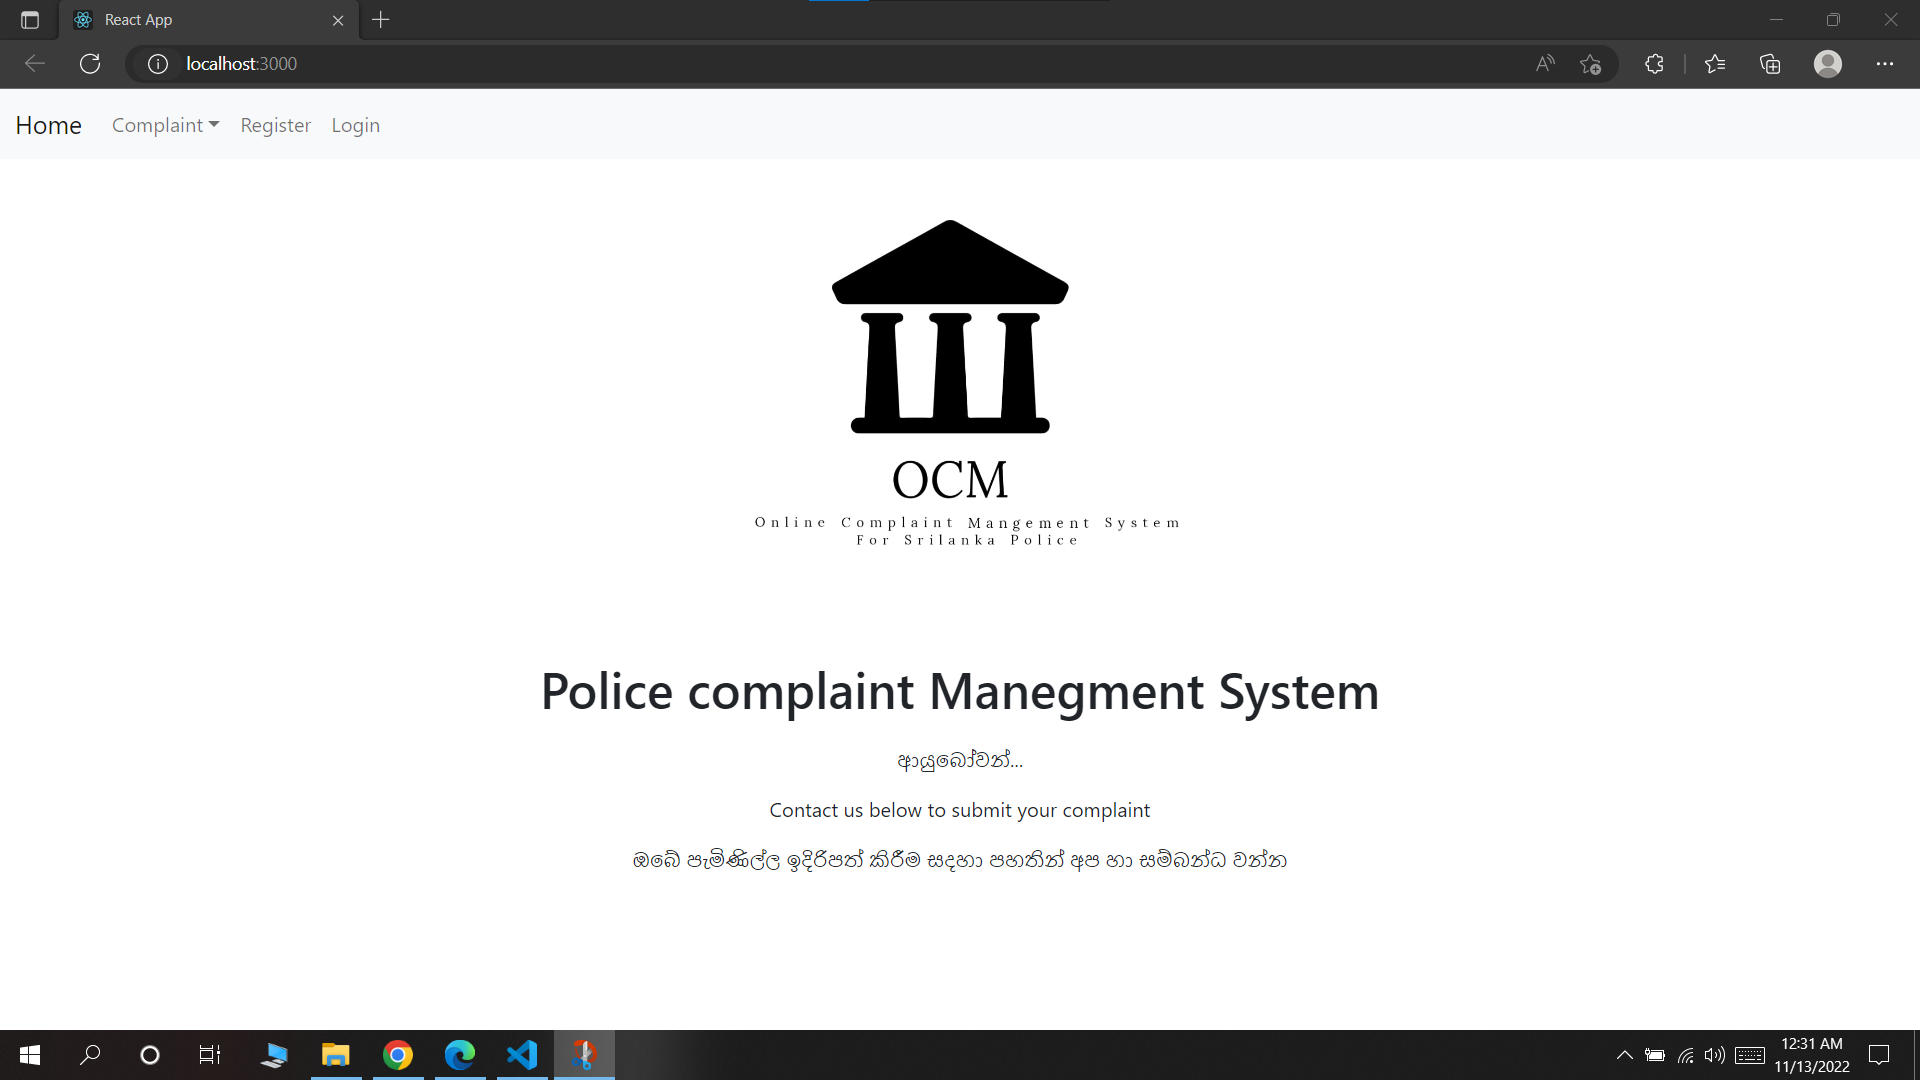 React App
localhost:3000
Home Complaint Register Login
OCM
Online Complaint Mangement System
For Srilanka Police
Police complaint Manegment System
ආයුබෝවන්...
Contact us below to submit your complaint
ඔබේ පැමිණිල්ල ඉදිරිපත් කිරීම සදහා පහතින් අප හා සම්බන්ධ වන්න
12:31 AM
11/13/2022